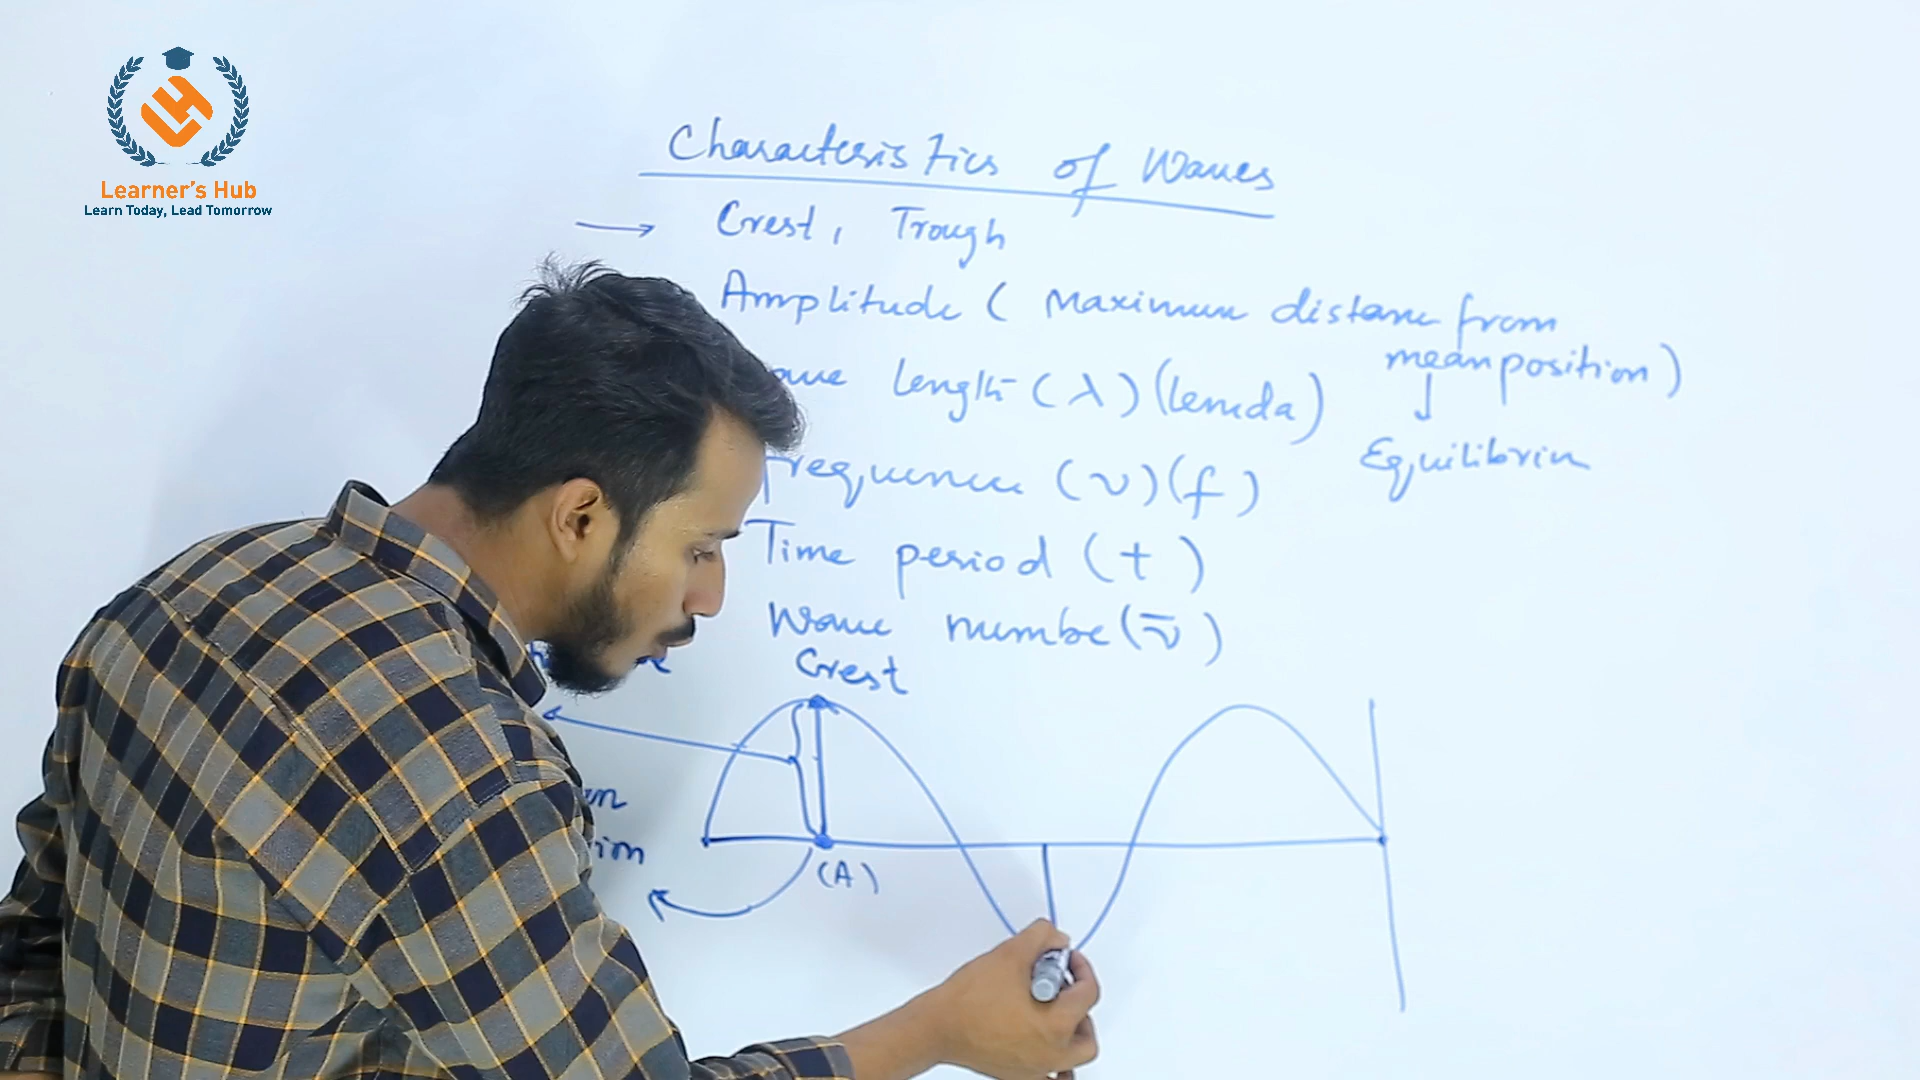 Learner's Hub
Learn Today, Lead Tomorrow
Characteristics of Waves
→ Crest, Trough
Amplitude ( Maximum distance from
mean position)
↓
Equilibrium
length (λ) (lemda)
(ν) (f)
Time period (t)
Wave numbe (ν̄)
Crest
(A)